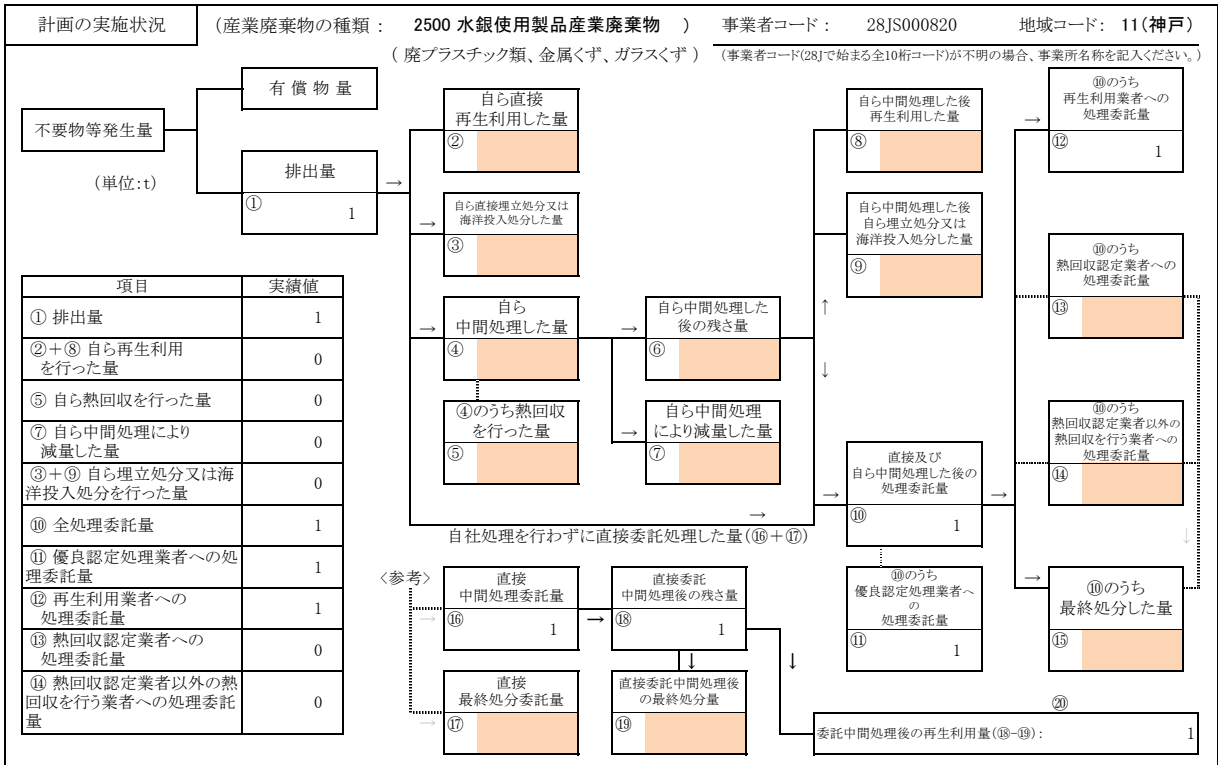 計画の実施状況
(産業廃棄物の種類： 2500 水銀使用製品産業廃棄物 )
事業者コード： 28JS000820
地域コード： 11(神戸)
( 廃プラスチック類、金属くず、ガラスくず )
(事業者コード(28Jで始まる全10桁コード)が不明の場合、事業所名称を記入ください。)
不要物等発生量
(単位:t)
有償物量
排出量
→
① 1
自ら直接
再生利用した量
②
→
自ら直接埋立処分又は
海洋投入処分した量
③
→
自ら
中間処理した量
④
④のうち熱回収
を行った量
⑤
→
自ら中間処理した
後の残さ量
⑥
→
自ら中間処理
により減量した量
⑦
自ら中間処理した後
再生利用した量
⑧
自ら中間処理した後
自ら埋立処分又は
海洋投入処分した量
⑨
↑
↓
→
自社処理を行わずに直接委託処理した量(⑯+⑰)
→
直接及び
自ら中間処理した後の
処理委託量
⑩ 1
→
⑩のうち
優良認定処理業者へ
の
処理委託量
⑪ 1
→
⑩のうち
再生利用業者への
処理委託量
⑫ 1
⑩のうち
熱回収認定業者への
処理委託量
⑬
⑩のうち
熱回収認定業者以外の
熱回収を行う業者への
処理委託量
⑭
↓
→
⑩のうち
最終処分した量
⑮
項目 実績値
① 排出量 1
②+⑧ 自ら再生利用
を行った量 0
⑤ 自ら熱回収を行った量 0
⑦ 自ら中間処理により
減量した量 0
③+⑨ 自ら埋立処分又は海
洋投入処分を行った量 0
⑩ 全処理委託量 1
⑪ 優良認定処理業者への処
理委託量 1
⑫ 再生利用業者への
処理委託量 1
⑬ 熱回収認定業者への
処理委託量 0
⑭ 熱回収認定業者以外の熱
回収を行う業者への処理委託
量 0
〈参考〉
→
直接
中間処理委託量
⑯ 1
→
直接委託
中間処理後の残さ量
⑱ 1
↓
↓
→
直接
最終処分委託量
⑰
直接委託中間処理後
の最終処分量
⑲
⑳
委託中間処理後の再生利用量(⑱-⑲)： 1